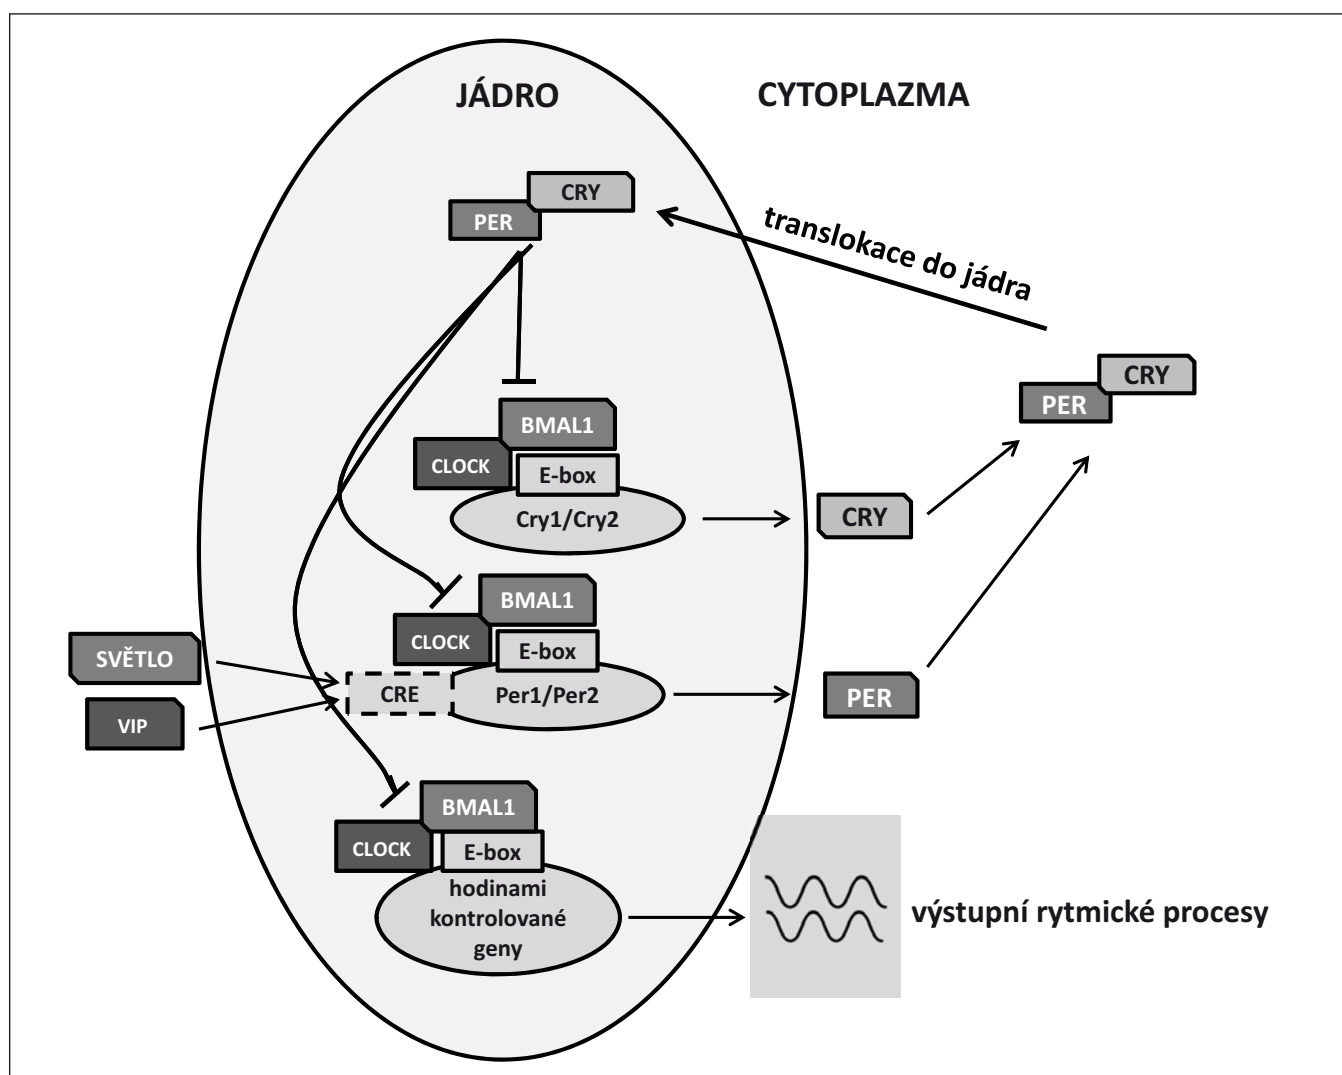 JÁDRO
CYTOPLAZMA
CRY
PER
translokace do jádra
CRY
PER
BMAL1
CLOCK
E-box
Cry1/Cry2
CRY
BMAL1
CLOCK
E-box
SVĚTLO
CRE
Per1/Per2
PER
VIP
BMAL1
CLOCK
E-box
hodinami
kontrolované
geny
výstupní rytmické procesy